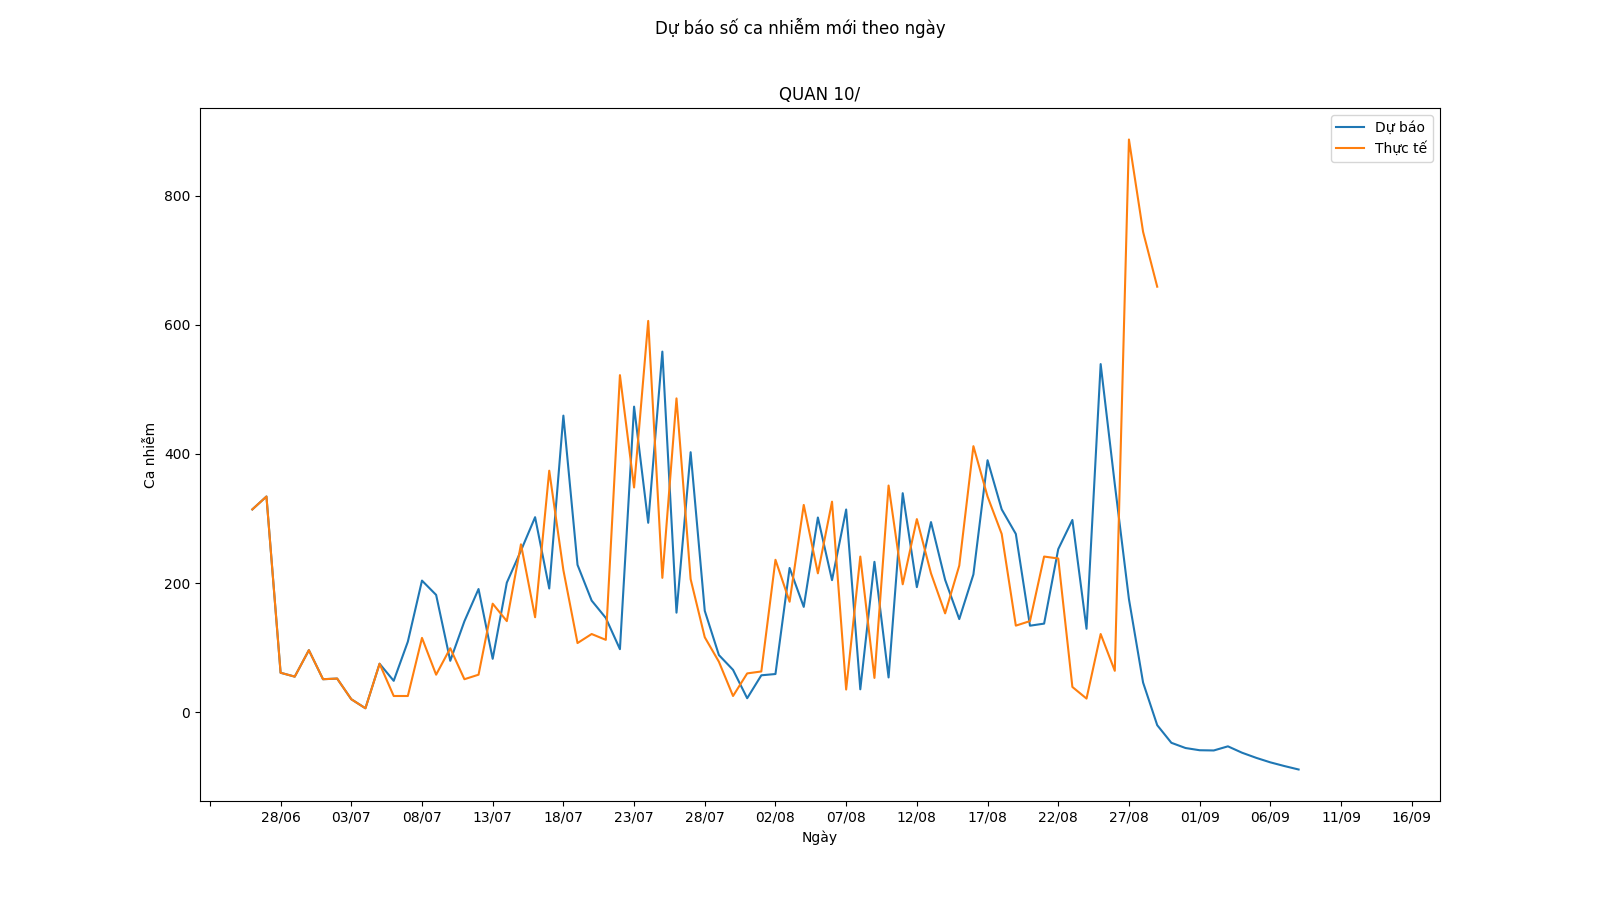 Dự báo số ca nhiễm mới theo ngày
QUAN 10/
Dự báo
Thực tế
800
600
400
200
0
Ca nhiễm
28/06 03/07 08/07 13/07 18/07 23/07 28/07 02/08 07/08 12/08 17/08 22/08 27/08 01/09 06/09 11/09 16/09
Ngày